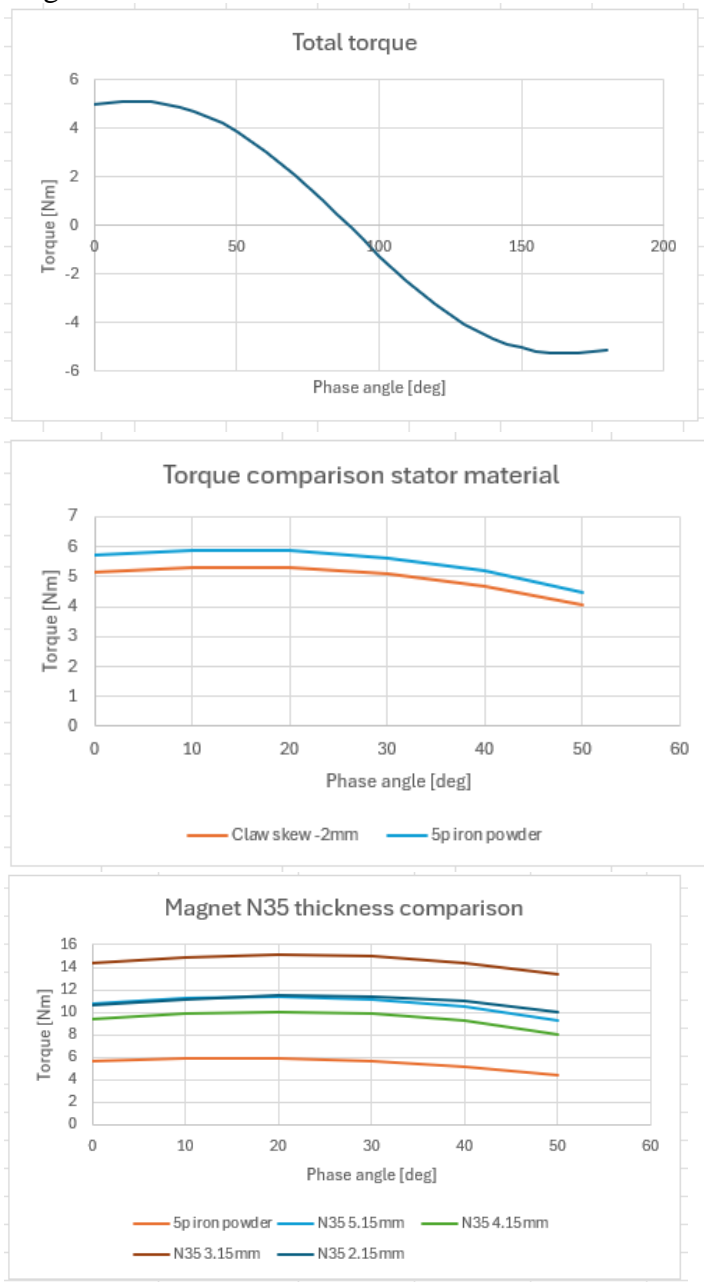 Total torque
6
4
2
0
-2
-4
-6
0 50 100 150 200
Torque [Nm]
Phase angle [deg]
Torque comparison stator material
7
6
5
4
3
2
1
0
0 10 20 30 40 50 60
Torque [Nm]
Phase angle [deg]
Claw skew -2mm 5p iron powder
Magnet N35 thickness comparison
16
14
12
10
8
6
4
2
0
0 10 20 30 40 50 60
Torque [Nm]
Phase angle [deg]
5p iron powder N35 5.15mm N35 4.15mm
N35 3.15mm N35 2.15mm